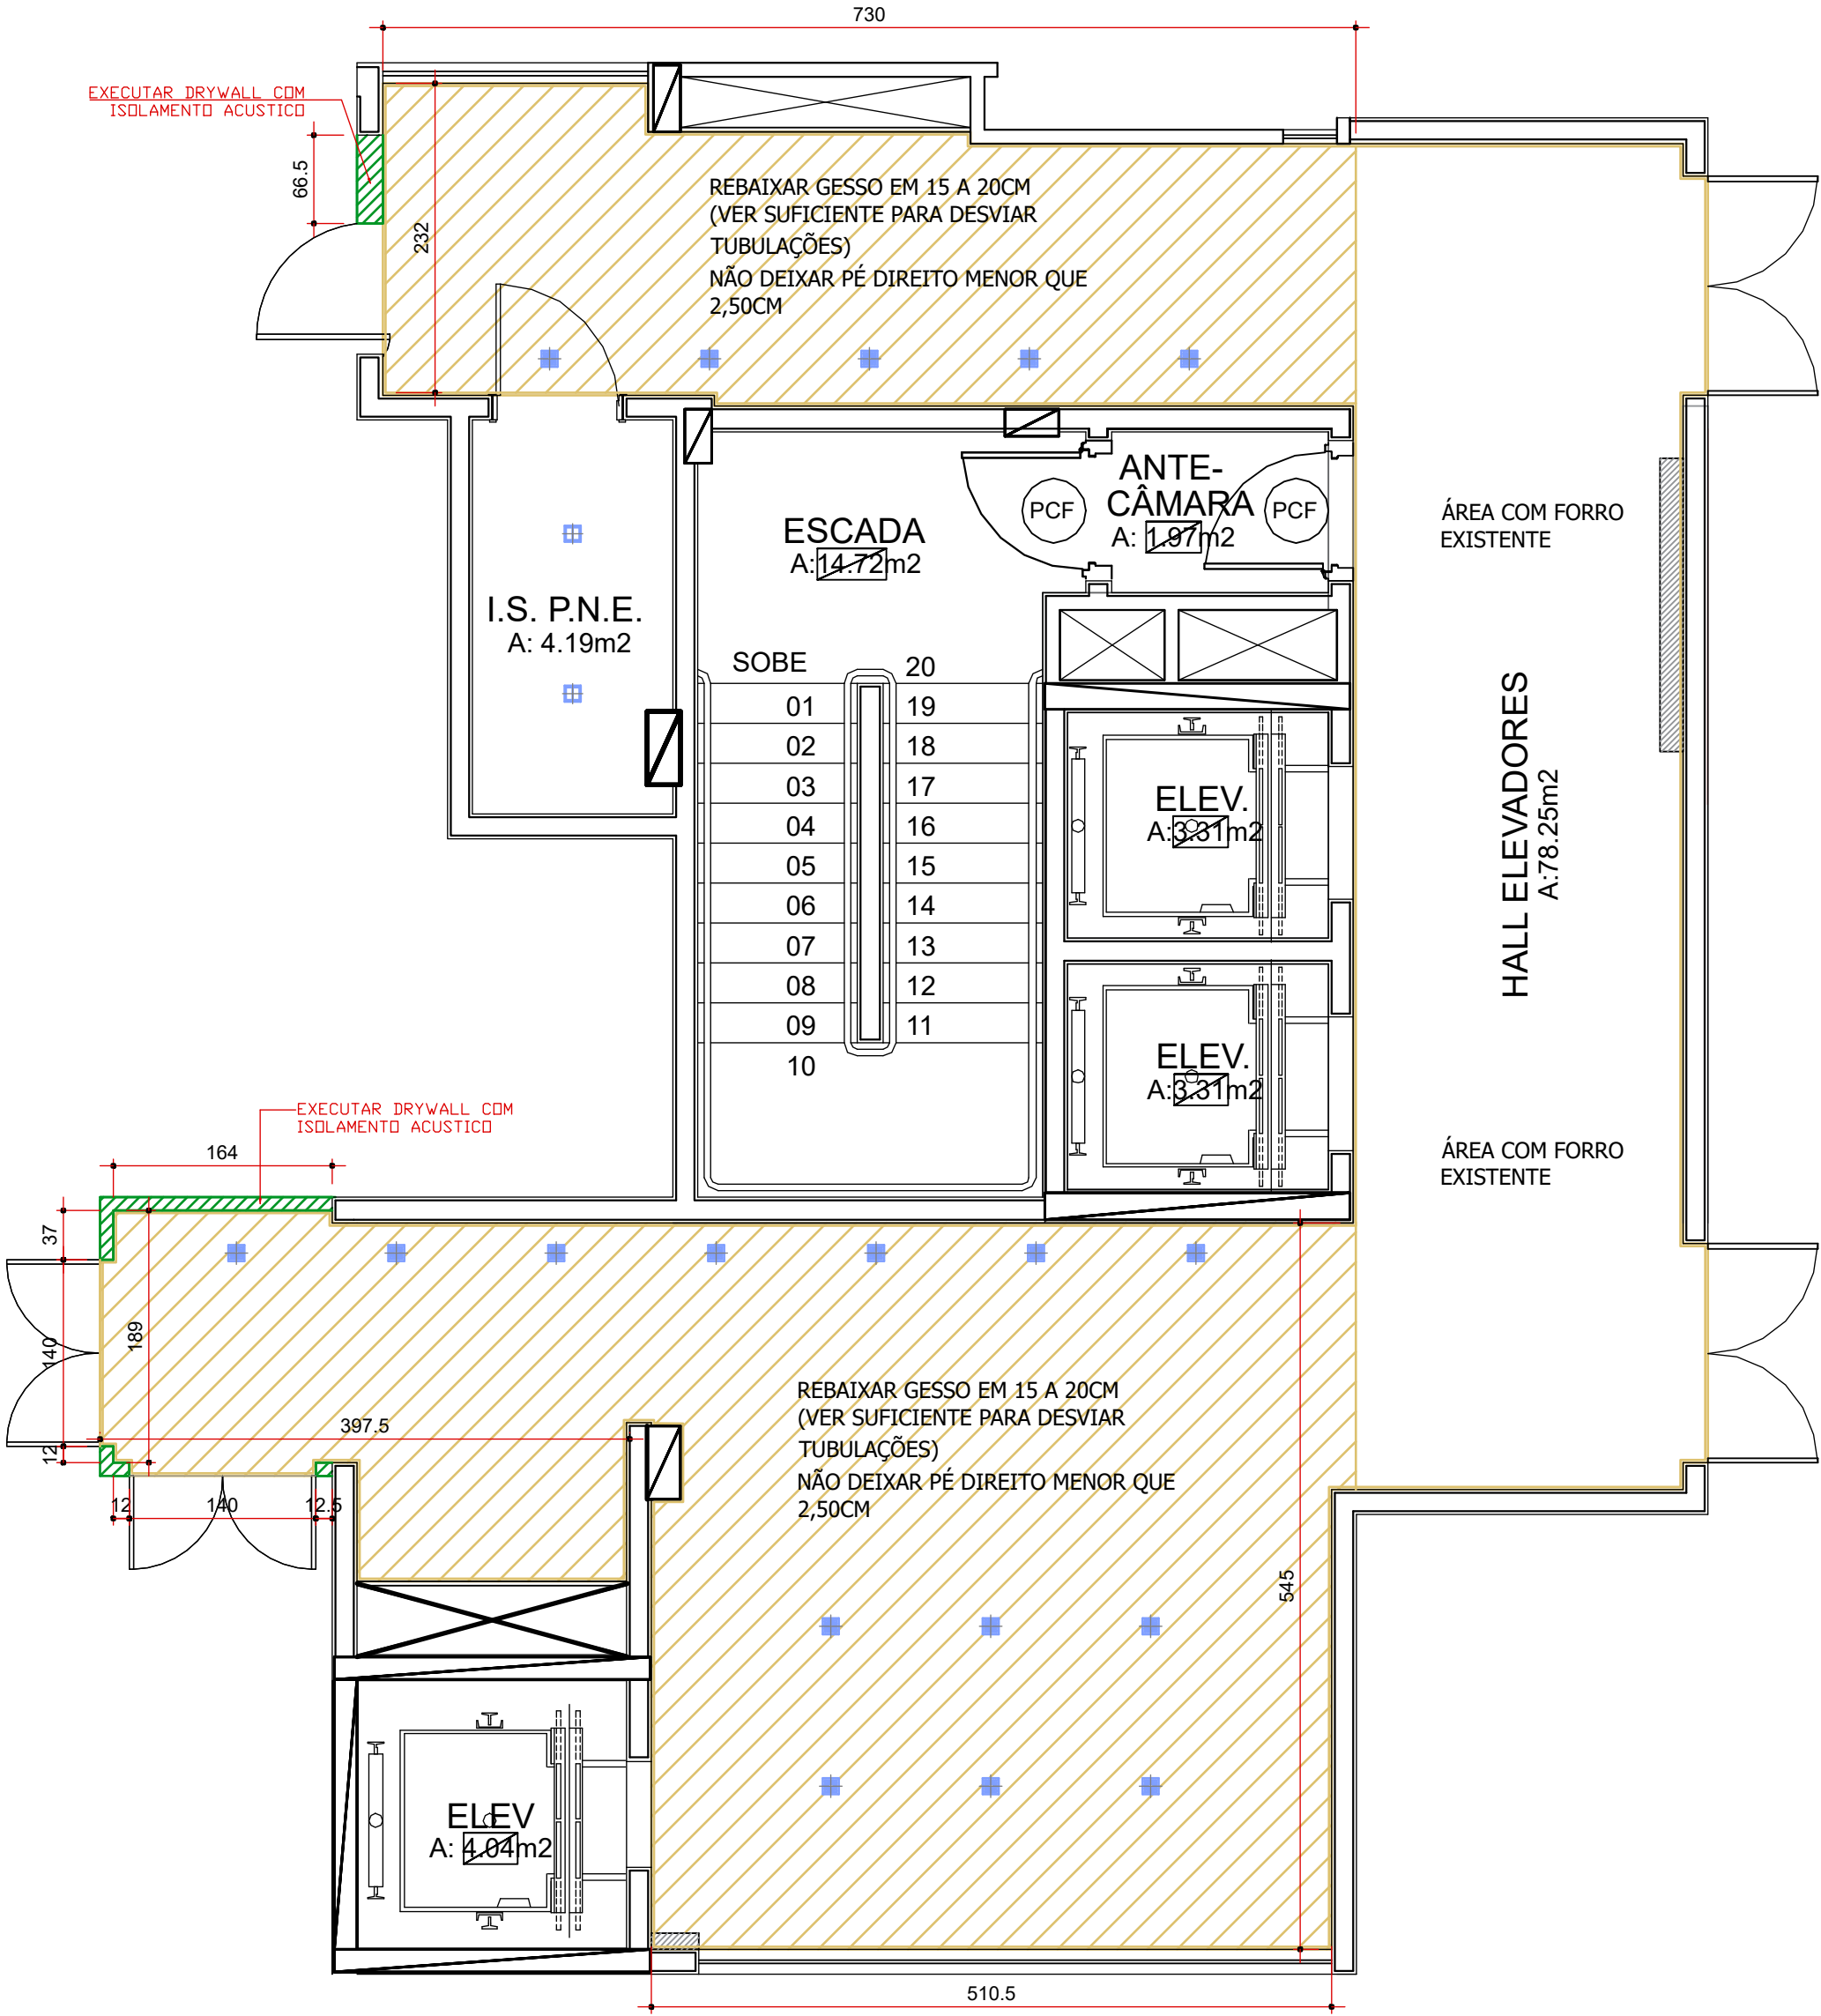 730
EXECUTAR DRYWALL COM
ISOLAMENTO ACUSTICO
66.5
232
REBAIXAR GESSO EM 15 A 20CM
(VER SUFICIENTE PARA DESVIAR
TUBULAÇÕES)
NÃO DEIXAR PÉ DIREITO MENOR QUE
2,50CM
ANTE-
CÂMARA
A: 1.97m2
PCF
PCF
ESCADA
A:14.72m2
ÁREA COM FORRO
EXISTENTE
I.S. P.N.E.
A: 4.19m2
SOBE
20
01
19
02
18
03
17
04
16
05
15
06
14
07
13
08
12
09
11
10
ELEV.
A:3.31m2
ELEV.
A:3.31m2
HALL ELEVADORES
A:78.25m2
EXECUTAR DRYWALL COM
ISOLAMENTO ACUSTICO
ÁREA COM FORRO
EXISTENTE
164
37
140
189
12
397.5
12
140
12.5
REBAIXAR GESSO EM 15 A 20CM
(VER SUFICIENTE PARA DESVIAR
TUBULAÇÕES)
NÃO DEIXAR PÉ DIREITO MENOR QUE
2,50CM
545
ELEV
A: 4.04m2
510.5